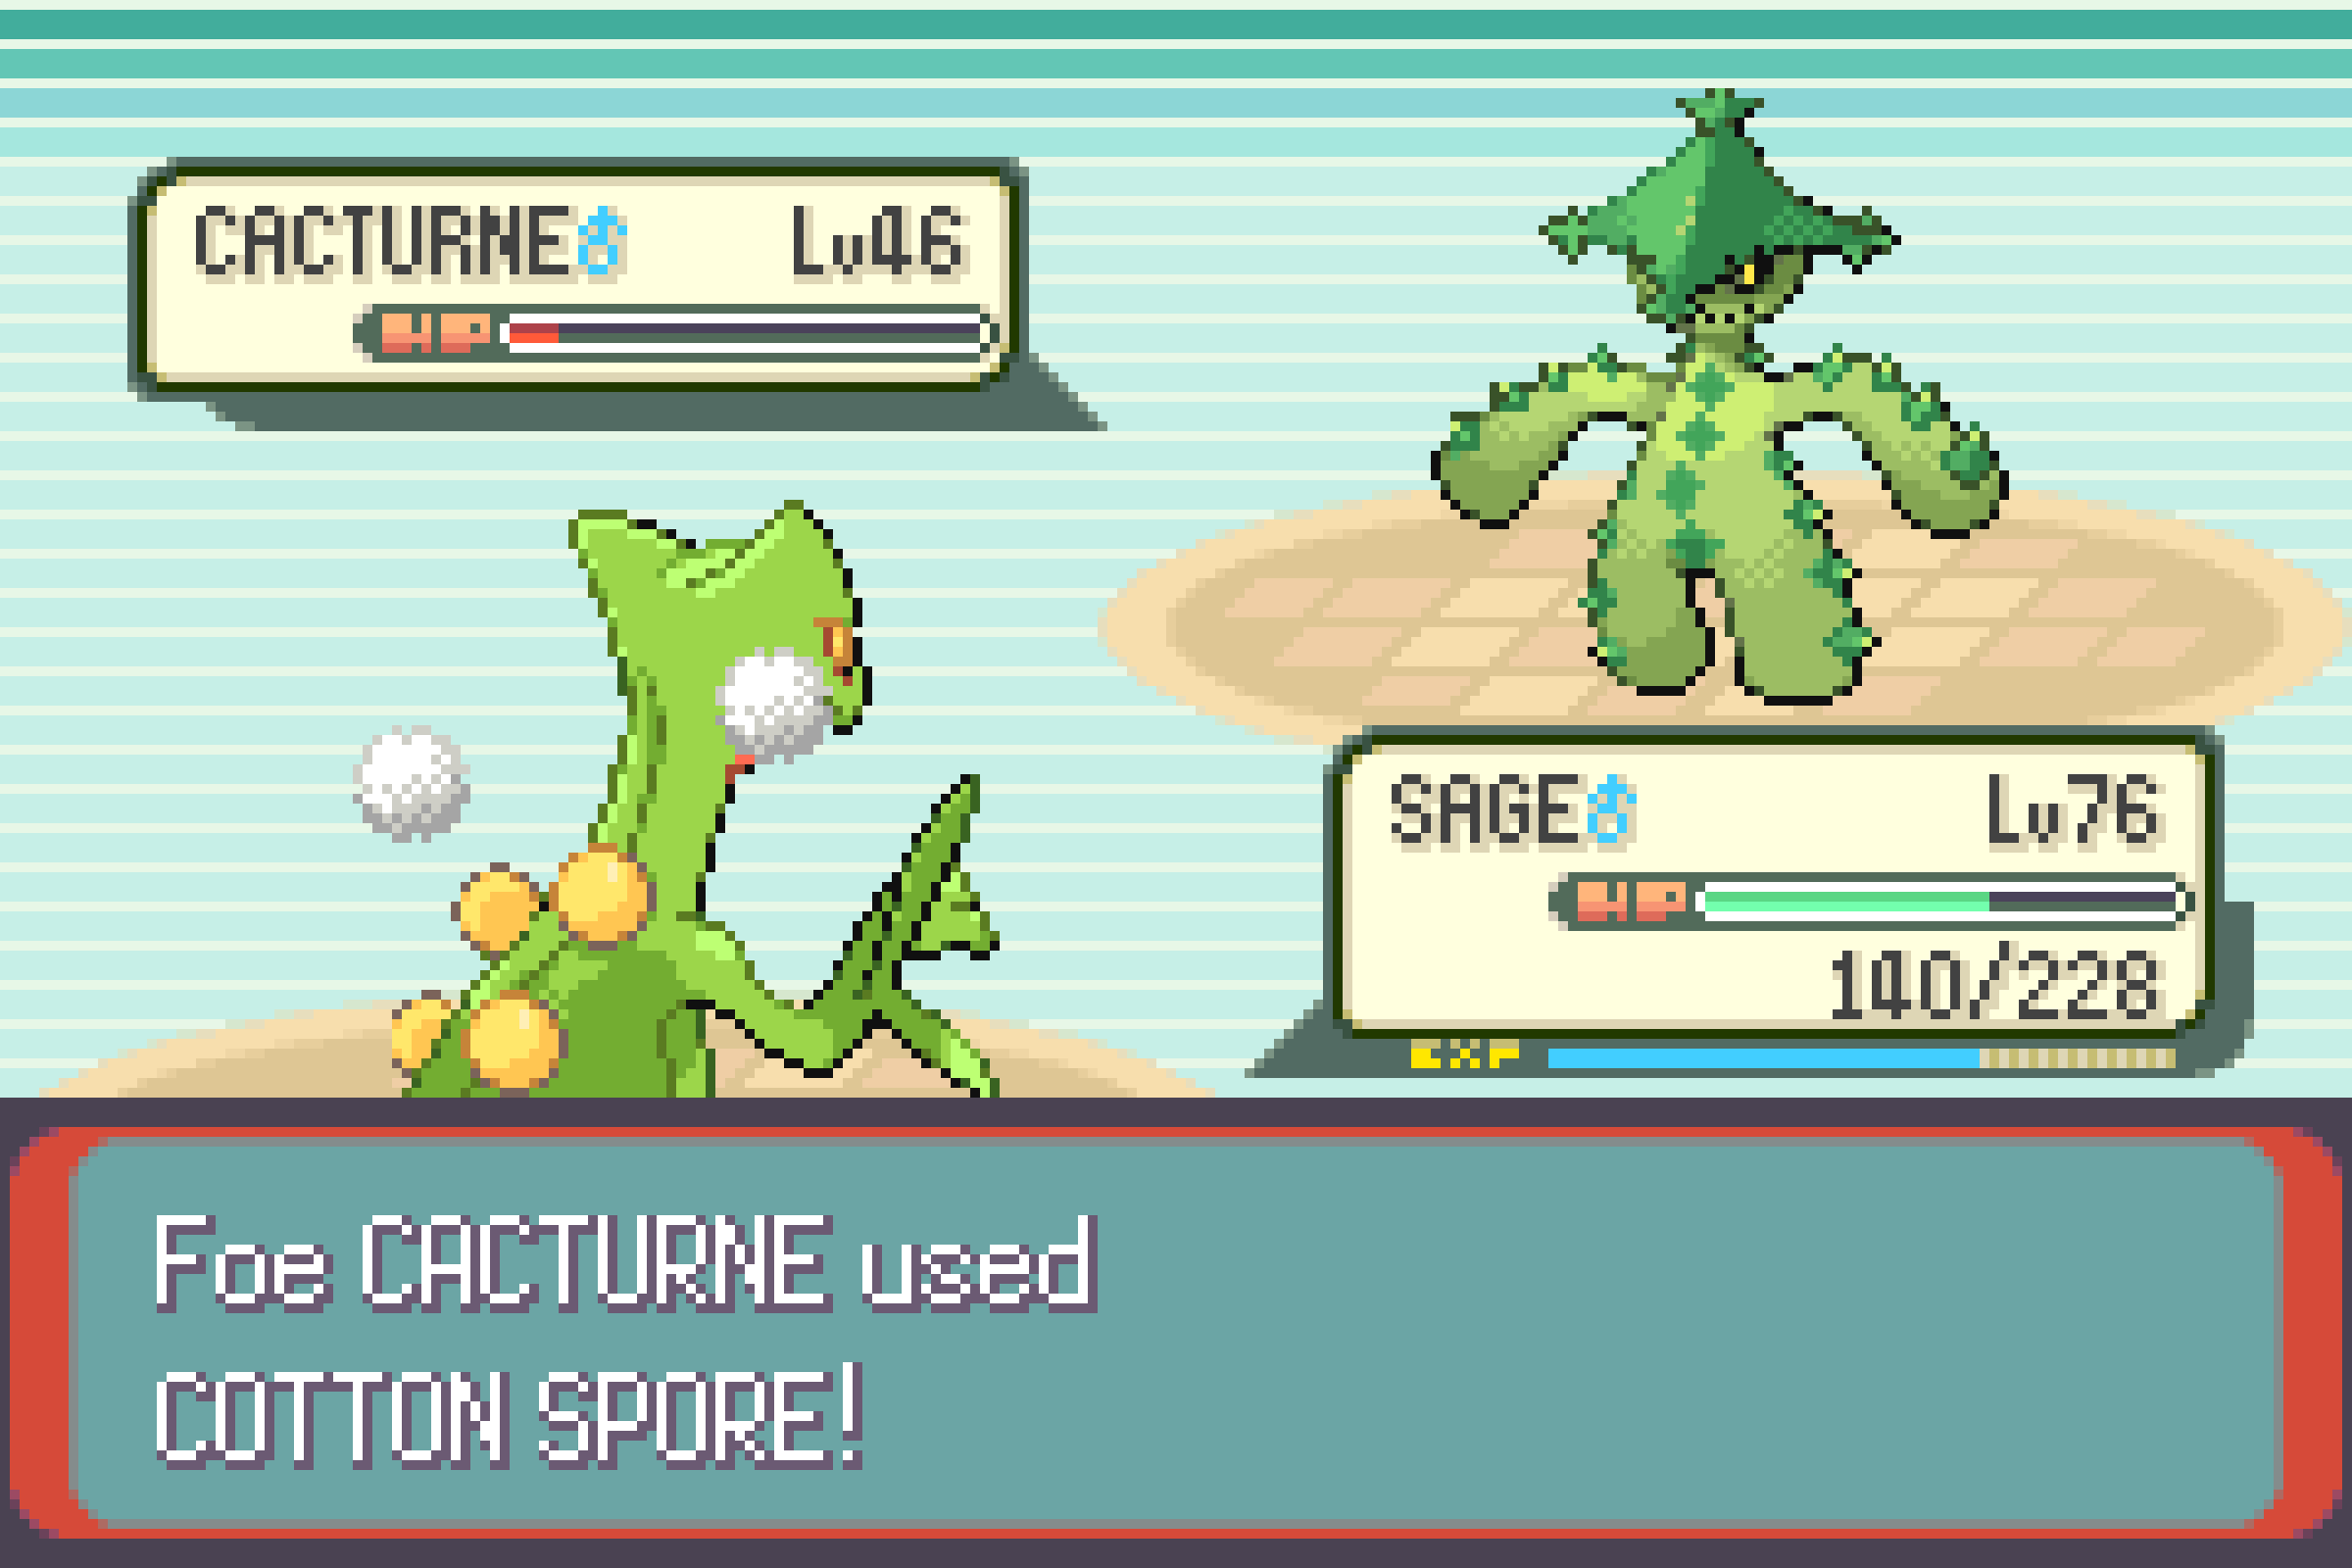 CACTURNE♂ Lv46
HP
SAGE♂ Lv76
HP
140/228
EXP
Foe CACTURNE used
COTTON SPORE!